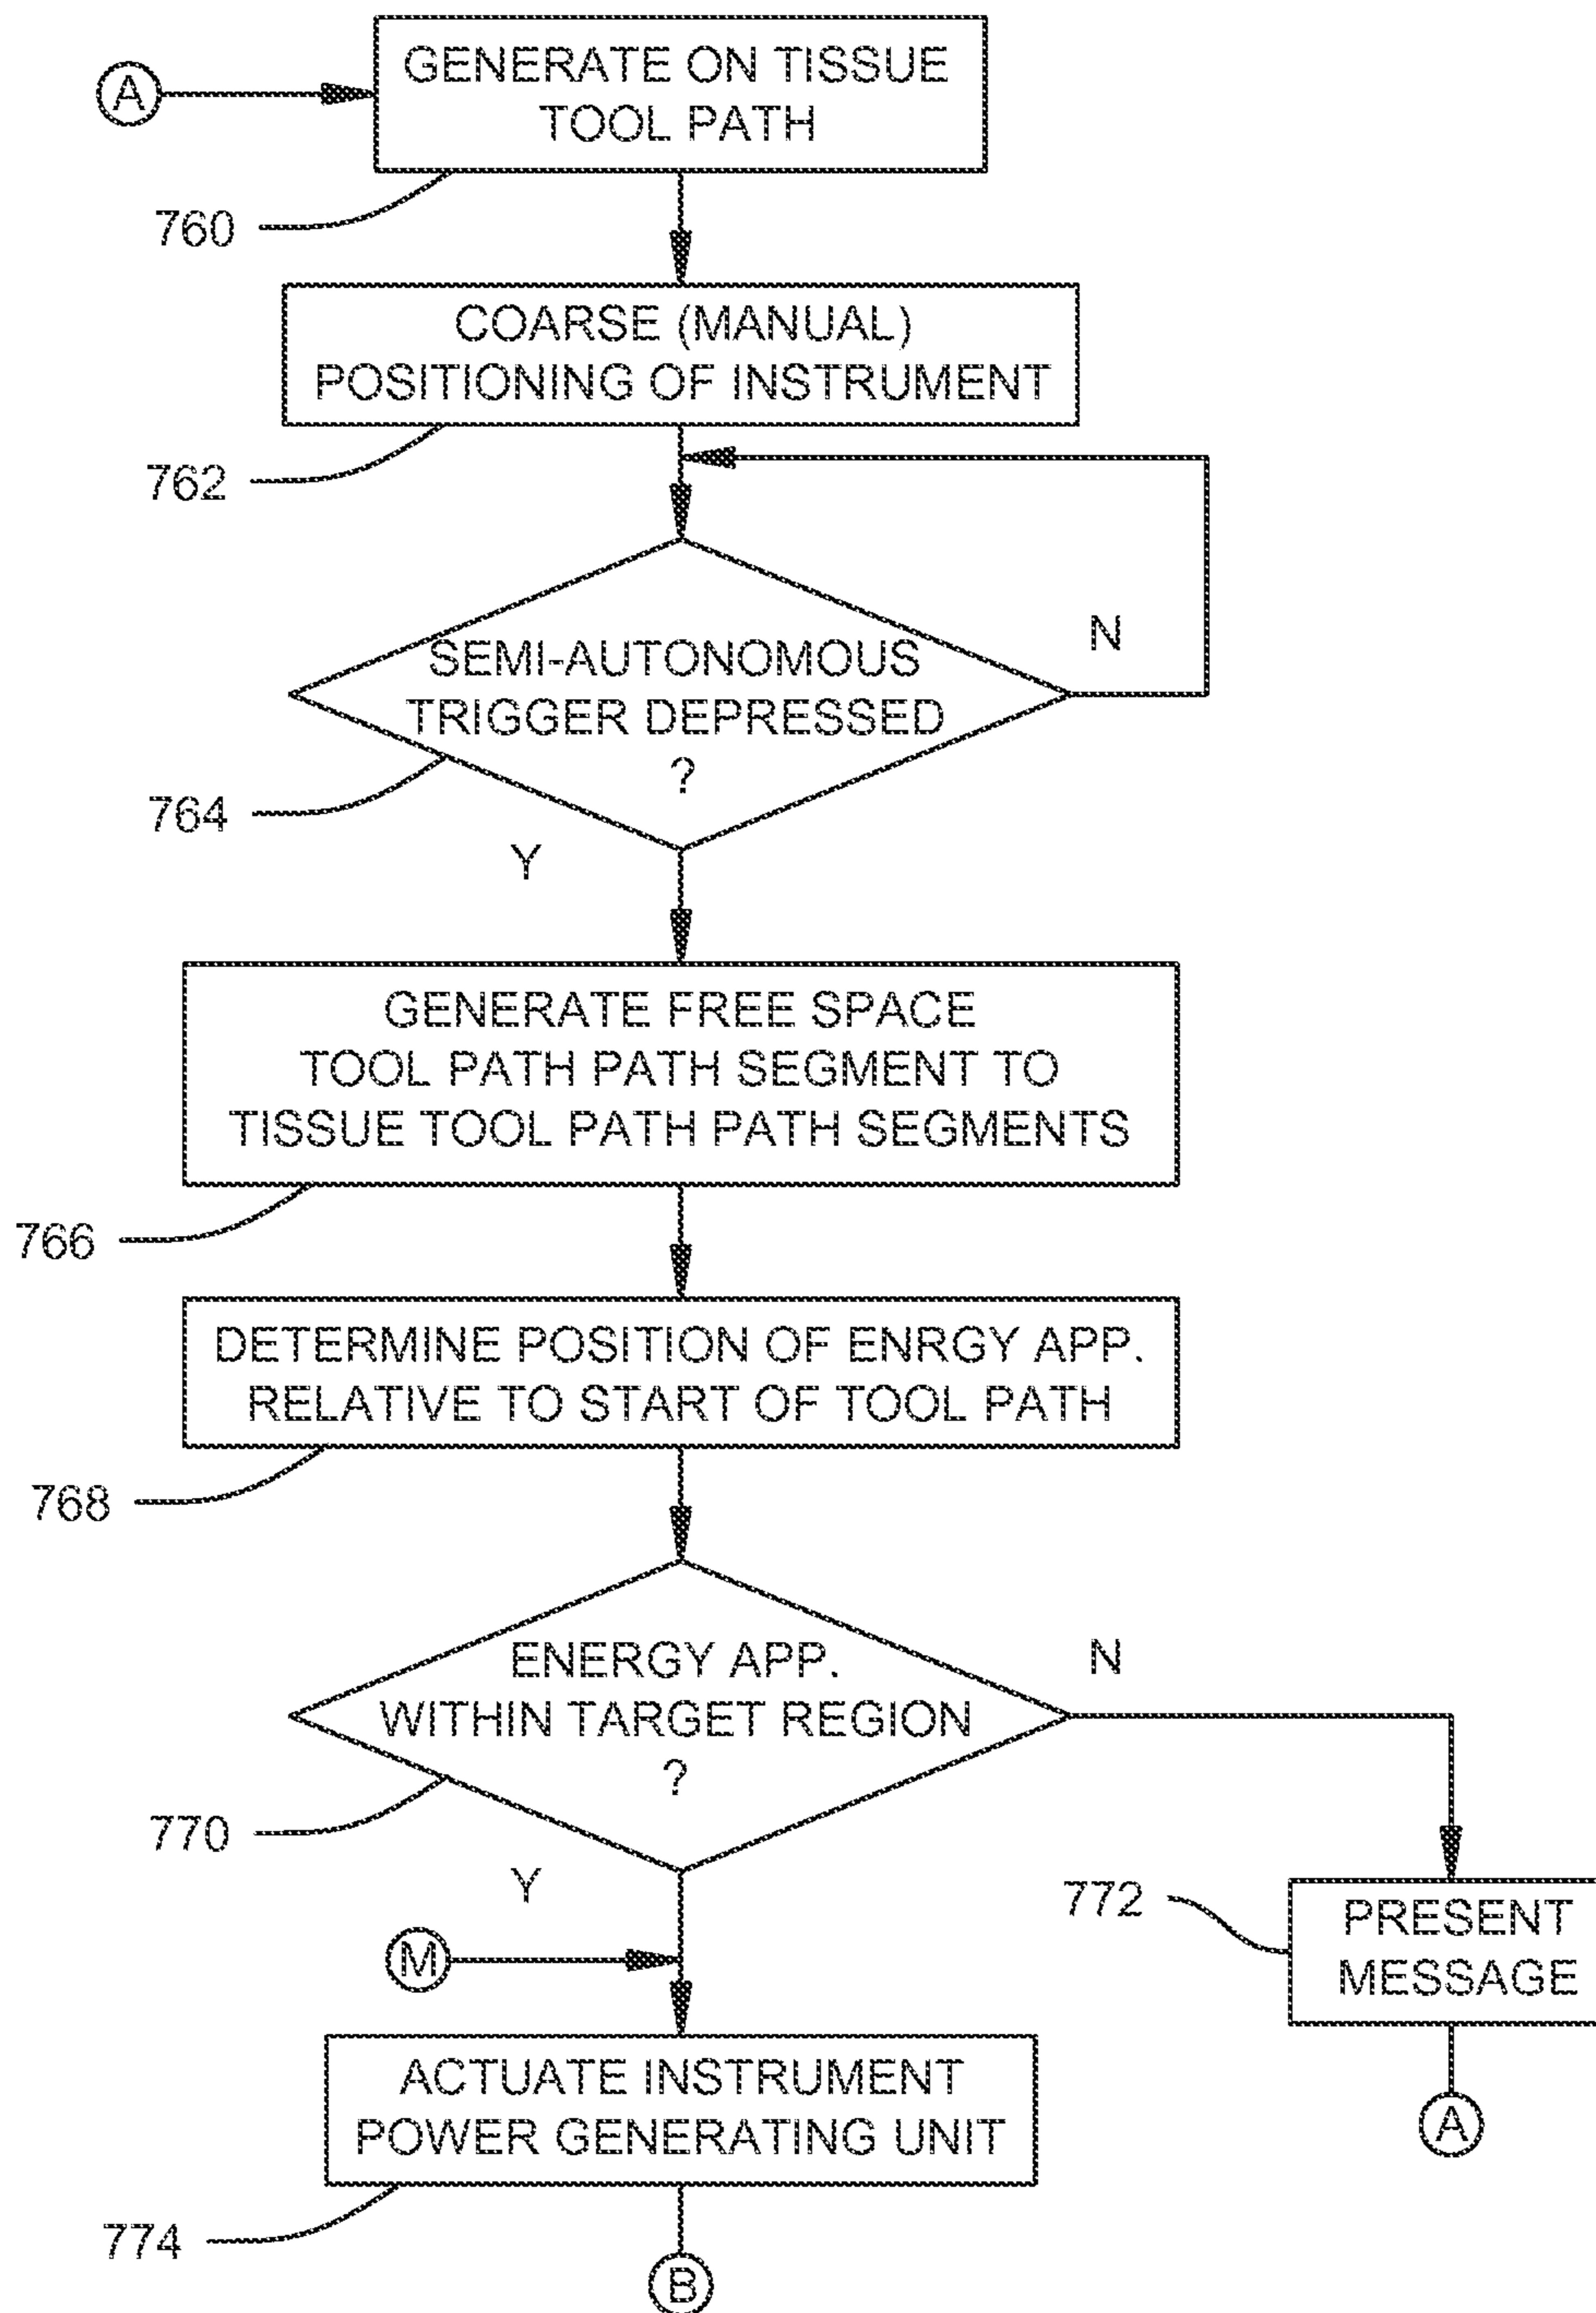 GENERATE ON TISSUE
TOOL PATH
A
760
COARSE (MANUAL)
POSITIONING OF INSTRUMENT
762
SEMI-AUTONOMOUS
TRIGGER DEPRESSED
?
N
764
Y
GENERATE FREE SPACE
TOOL PATH PATH SEGMENT TO
TISSUE TOOL PATH PATH SEGMENTS
766
DETERMINE POSITION OF ENRGY APP.
RELATIVE TO START OF TOOL PATH
768
ENERGY APP.
WITHIN TARGET REGION
?
N
770
Y
772
PRESENT
MESSAGE
M
A
ACTUATE INSTRUMENT
POWER GENERATING UNIT
774
B